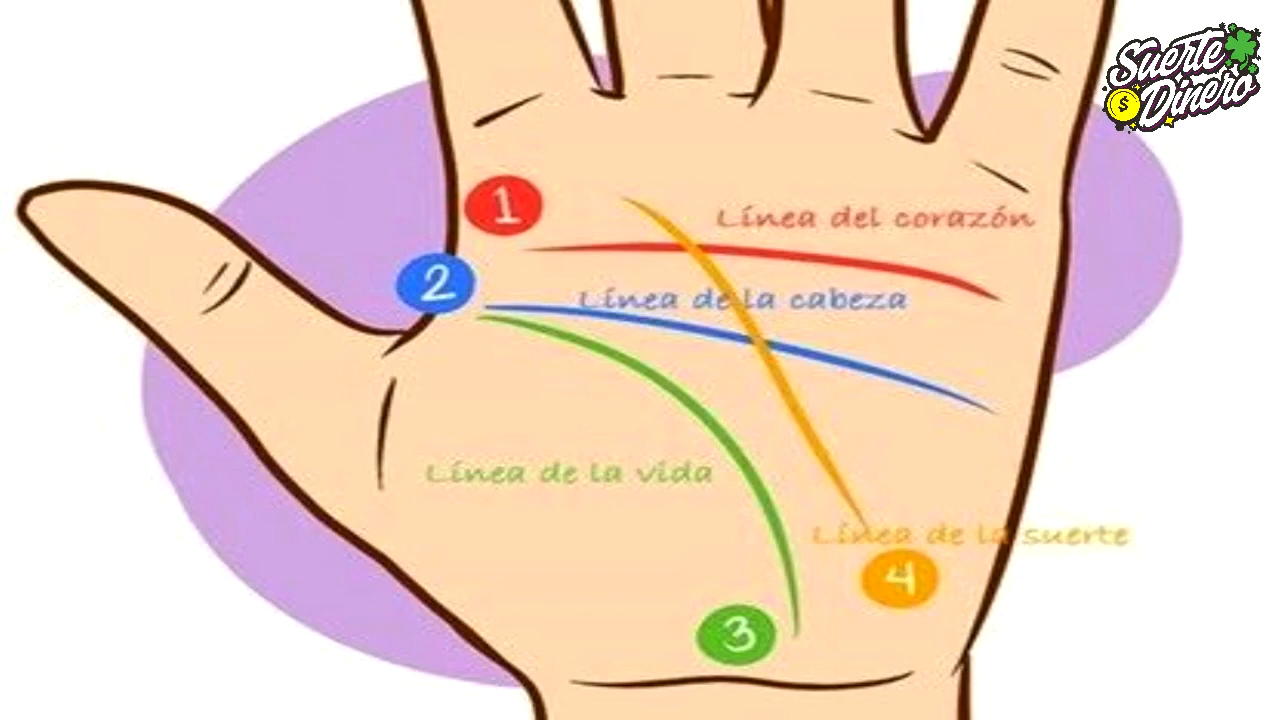 Suerte
$ Dinero
1
Línea del corazón
2
Línea de la cabeza
Línea de la vida
Línea de la suerte
4
3